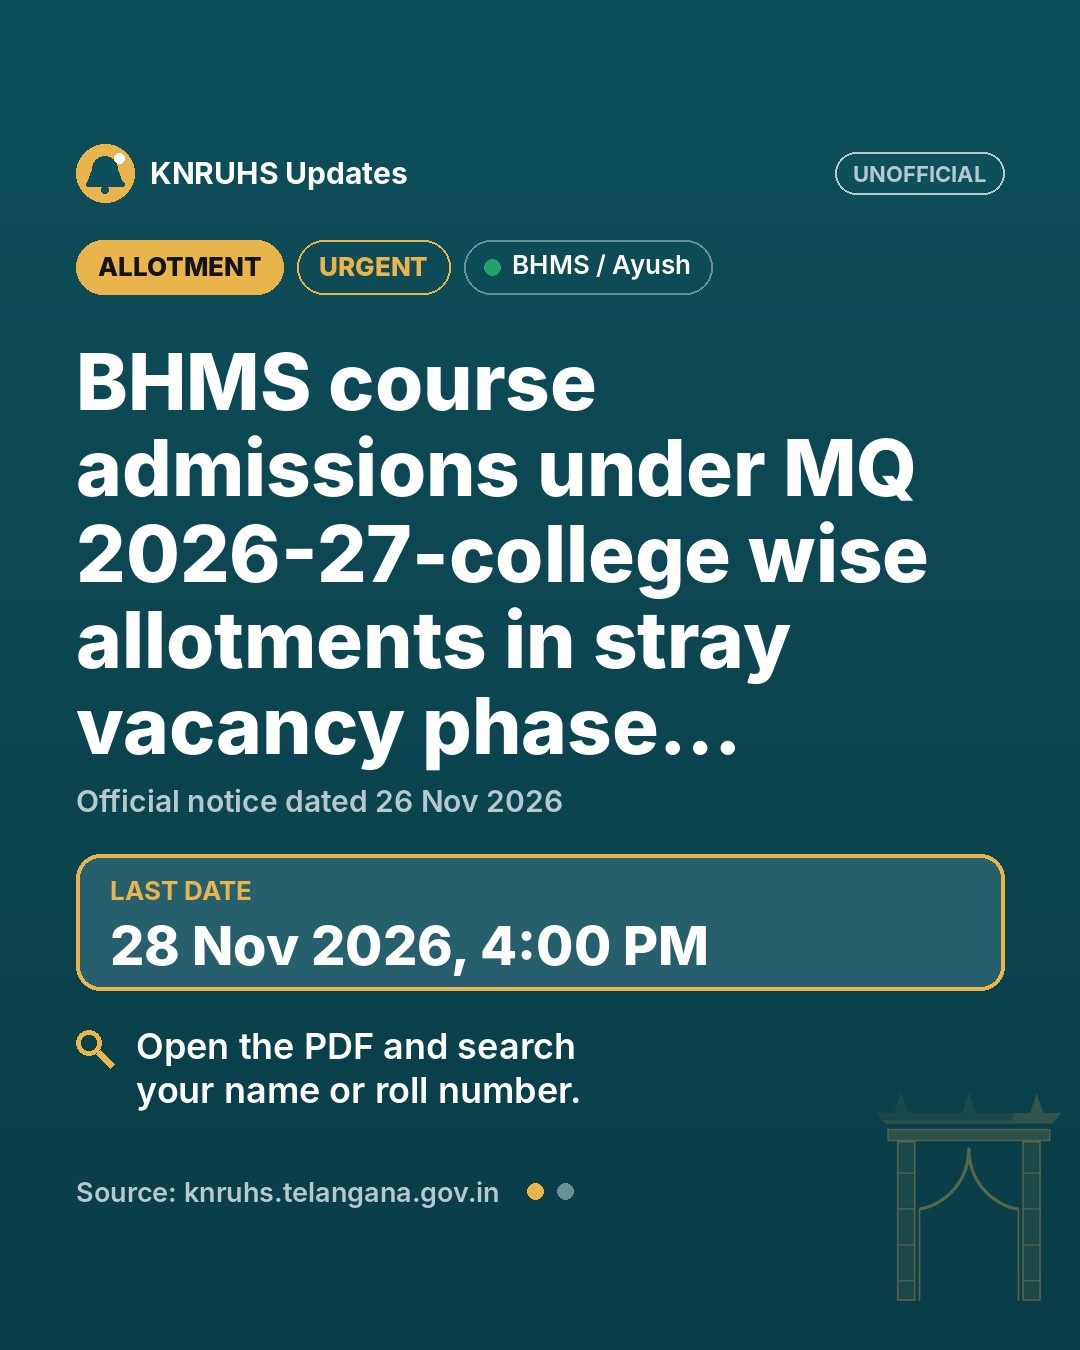 KNRUHS Updates
UNOFFICIAL
ALLOTMENT
URGENT
BHMS / Ayush
BHMS course
admissions under MQ
2026-27-college wise
allotments in stray
vacancy phase...
Official notice dated 26 Nov 2026
LAST DATE
28 Nov 2026, 4:00 PM
Open the PDF and search
your name or roll number.
Source: knruhs.telangana.gov.in